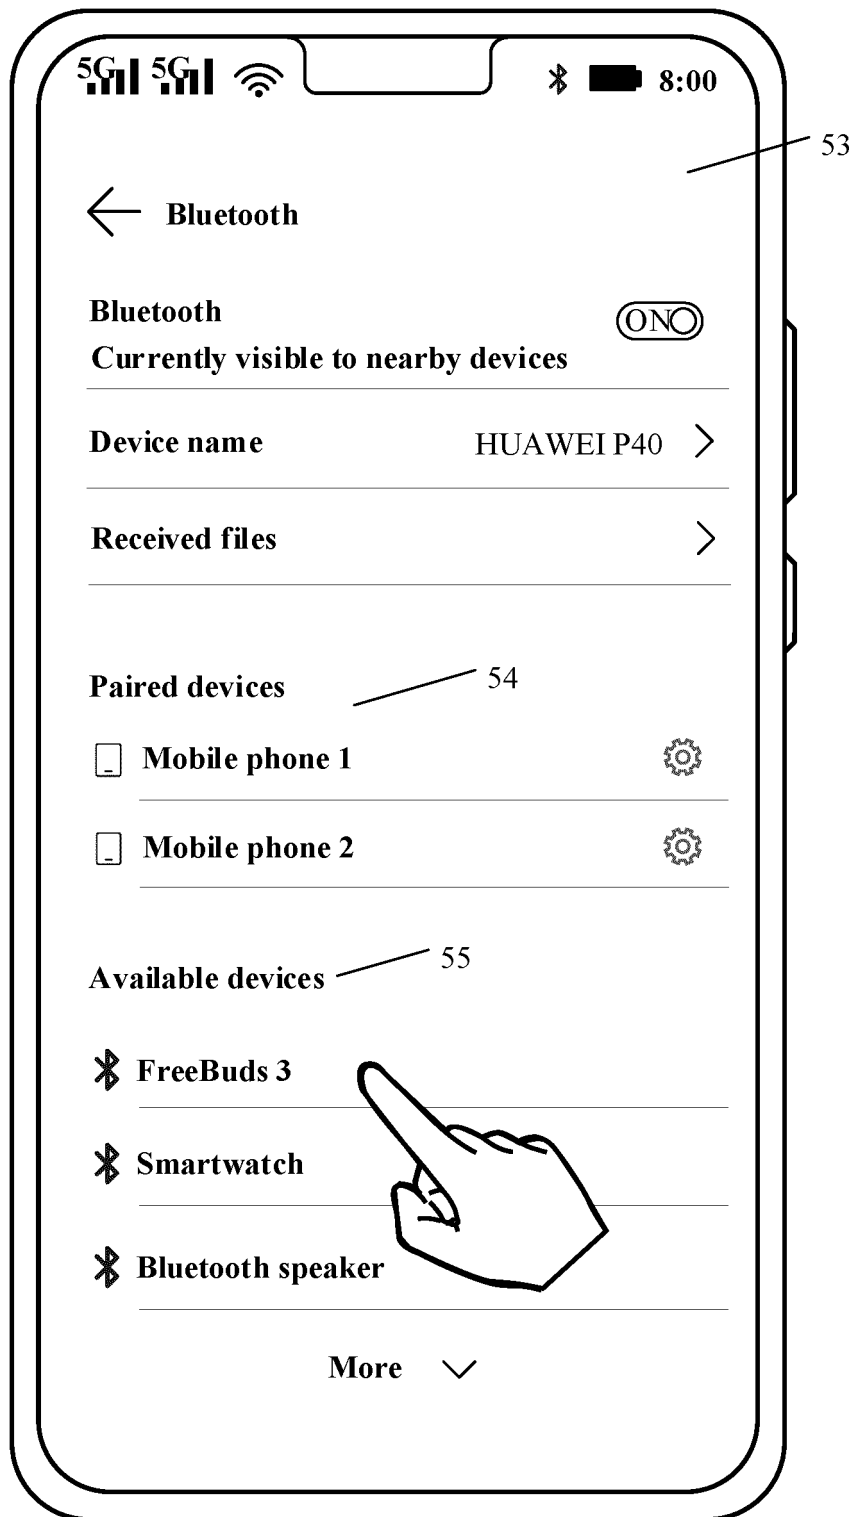 5G 5G 8:00
53
Bluetooth
Bluetooth ON
Currently visible to nearby devices
Device name HUAWEI P40
Received files
54
Paired devices
Mobile phone 1
Mobile phone 2
55
Available devices
FreeBuds 3
Smartwatch
Bluetooth speaker
More